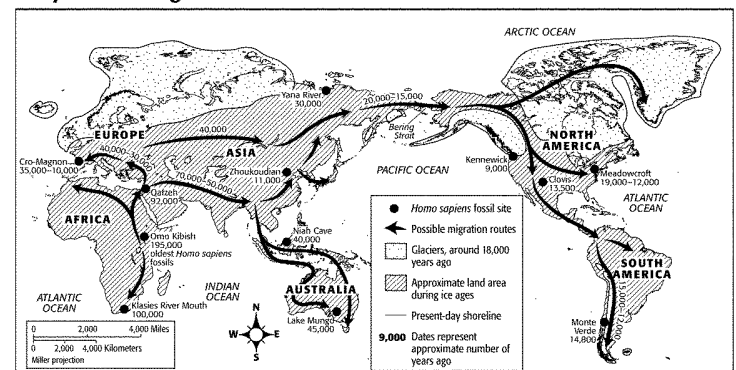 ARCTIC OCEAN
Yana River
30,000
20,000–15,000
EUROPE
40,000
Bering
Strait
NORTH
AMERICA
Cro-Magnon
35,000–10,000
40,000–
ASIA
Zhoukoudian
11,000
PACIFIC OCEAN
Kennewick
9,000
Meadowcroft
19,000–12,000
Clovis
13,500
Qafzeh
92,000
ATLANTIC
OCEAN
AFRICA
Niah Cave
40,000
Omo Kibish
195,000
oldest Homo sapiens
fossils
SOUTH
AMERICA
15,000–12,000
INDIAN
OCEAN
AUSTRALIA
ATLANTIC
OCEAN
Klasies River Mouth
100,000
Lake Mungo
45,000
Monte
Verde
14,800
N
W
E
S
0 2,000 4,000 Miles
0 2,000 4,000 Kilometers
Miller projection
Homo sapiens fossil site
Possible migration routes
Glaciers, around 18,000
years ago
Approximate land area
during ice ages
Present-day shoreline
9,000 Dates represent
approximate number of
years ago